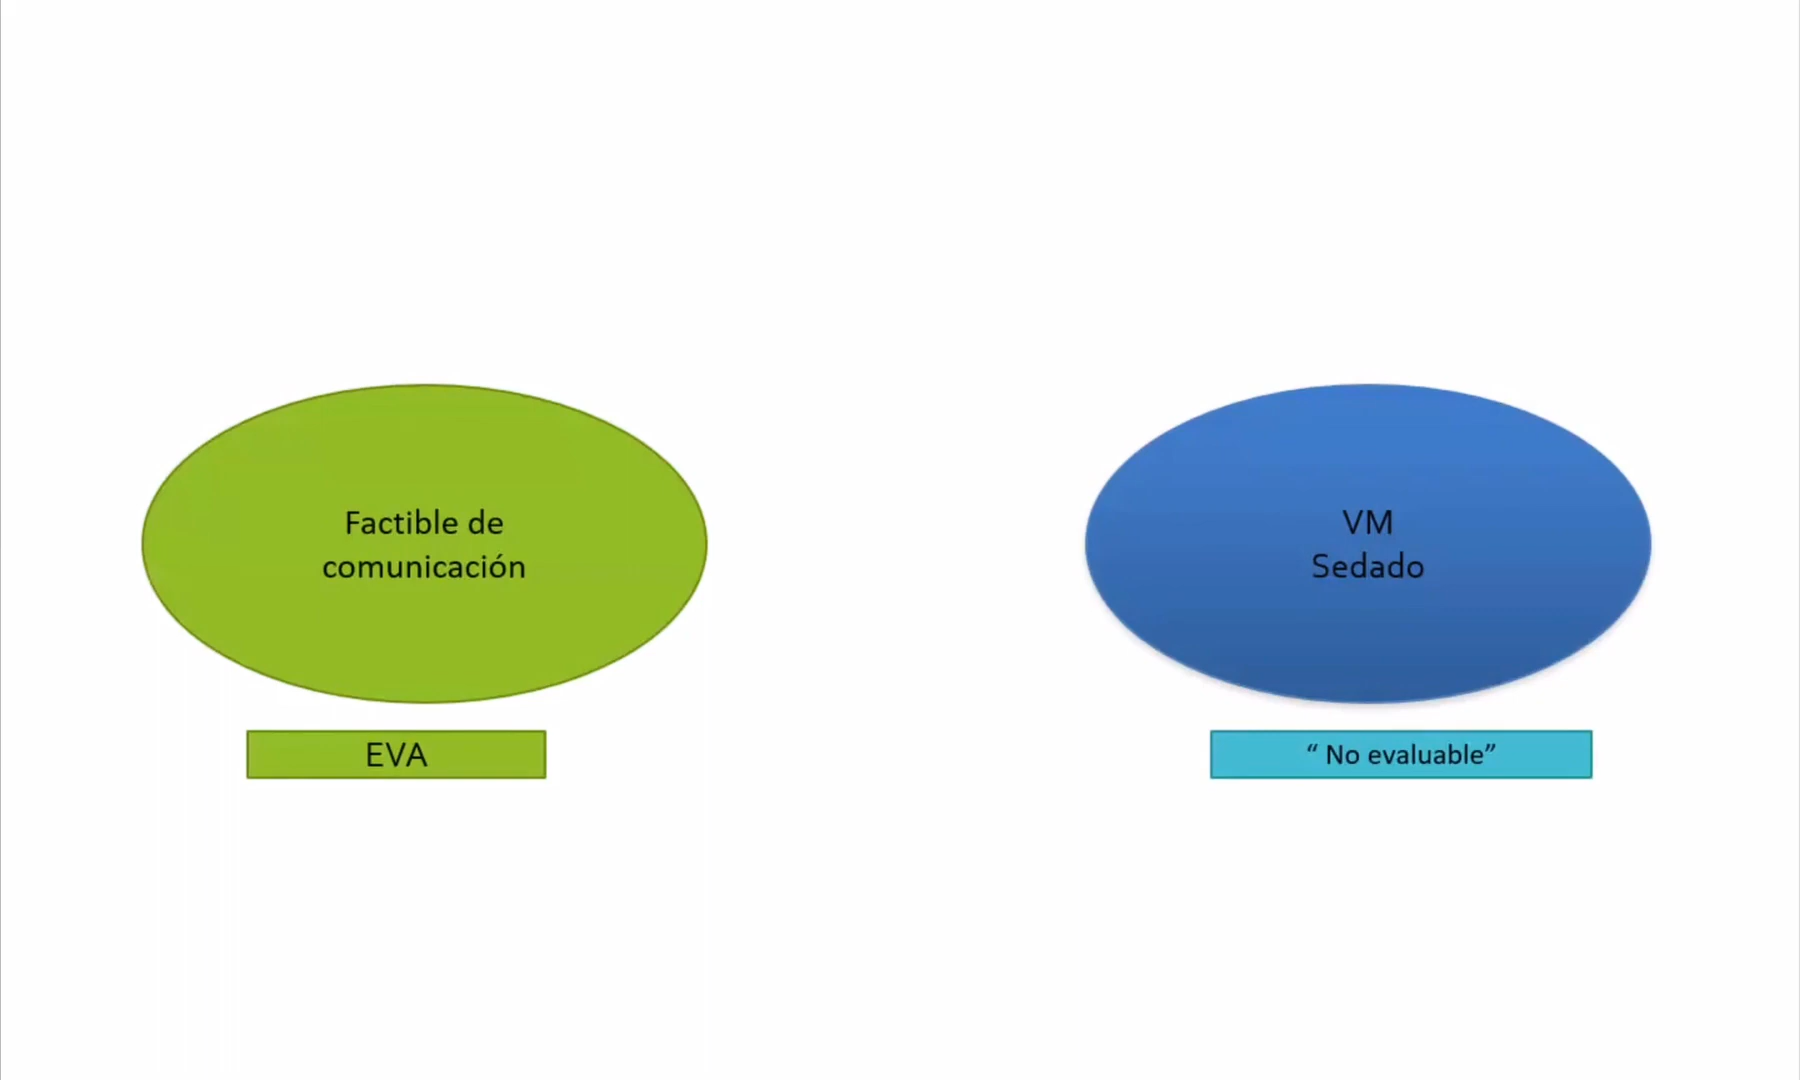 Factible de
comunicación
EVA
VM
Sedado
“ No evaluable”